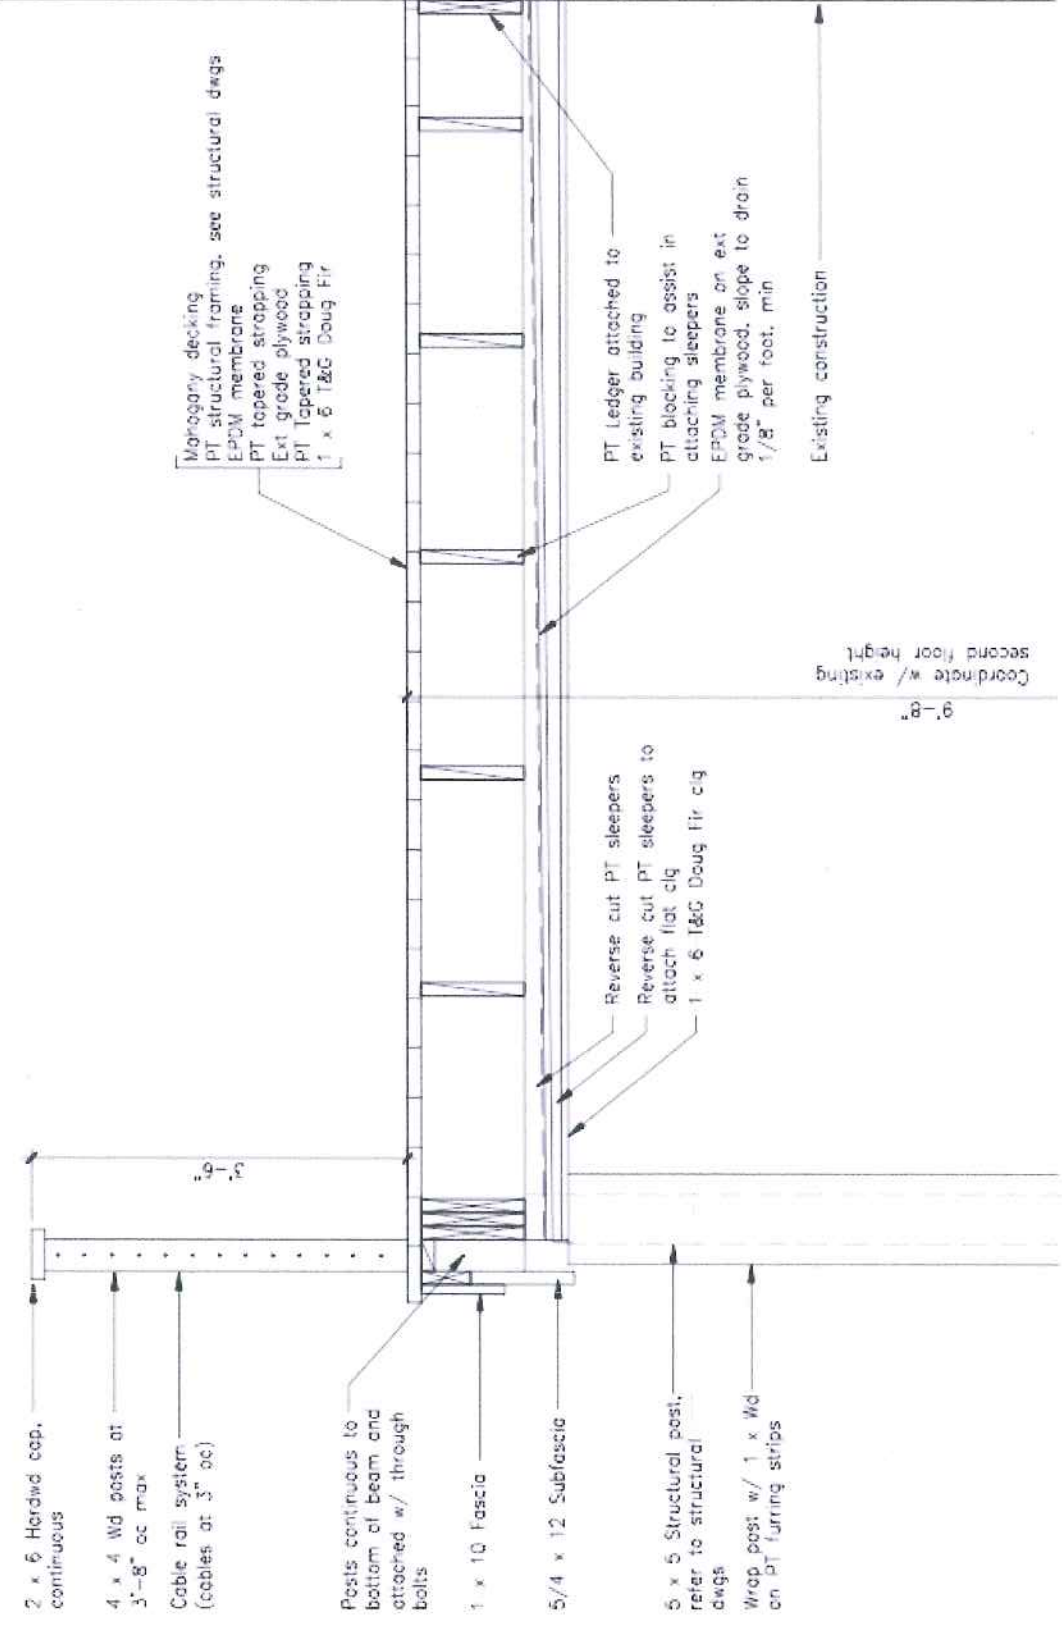 2 x 6 Hardwd cap,
continuous
4 x 4 Wd posts at
3'-8" oc max
Cable rail system
(cables at 3" oc)
Posts continuous to
bottom of beam and
attached w/ through
bolts
1 x 10 Fascia
5/4 x 12 Subfascia
Wrap post w/ 1 x Wd
on PT furring strips
refer to structural
dwgs
3'-6"
Mahogany decking
PT structural framing, see structural dwgs
EPDM membrane
PT tapered strapping
Ext grade plywood
PT Tapered strapping
1 x 6 T&G Doug Fir
Reverse cut PT sleepers
Reverse cut PT sleepers to
attach flat clg
1 x 6 T&G Doug Fir clg
9'-8"
Coordinate w/ existing
second floor height
PT Ledger attached to
existing building
PT blocking to assist in
attaching sleepers
EPDM membrane on ext
grade plywood, slope to drain
1/8" per foot, min
Existing construction